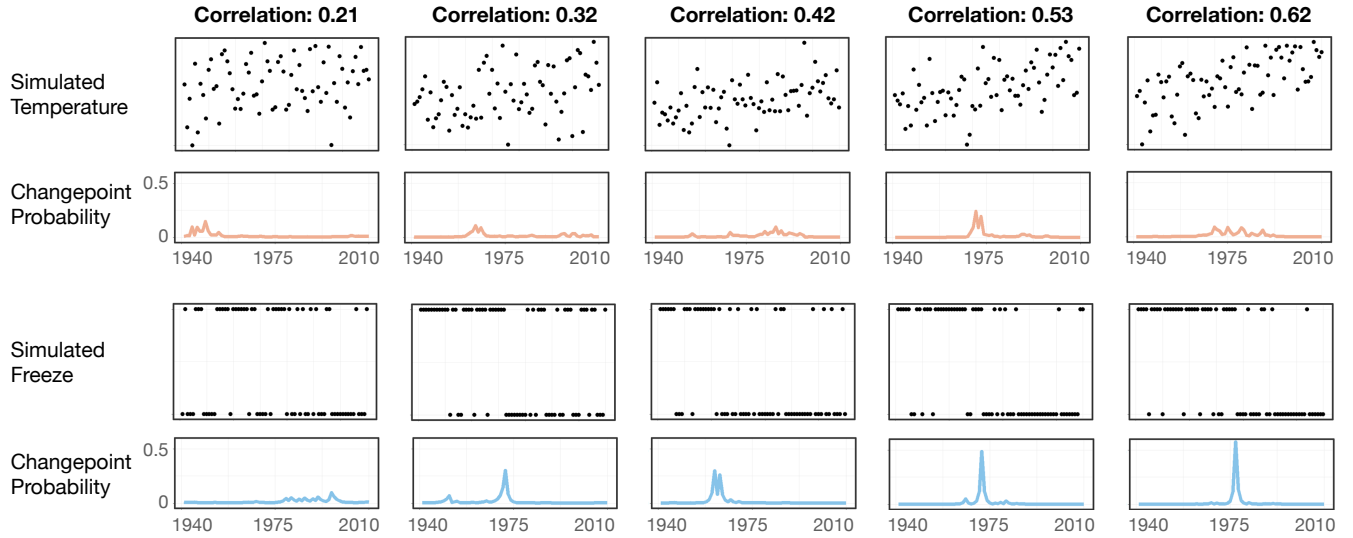 Correlation: 0.21 Correlation: 0.32 Correlation: 0.42 Correlation: 0.53 Correlation: 0.62
Simulated
Temperature
Changepoint
Probability
0.5
0
1940 1975 2010 1940 1975 2010 1940 1975 2010 1940 1975 2010 1940 1975 2010
Simulated
Freeze
Changepoint
Probability
0.5
0
1940 1975 2010 1940 1975 2010 1940 1975 2010 1940 1975 2010 1940 1975 2010